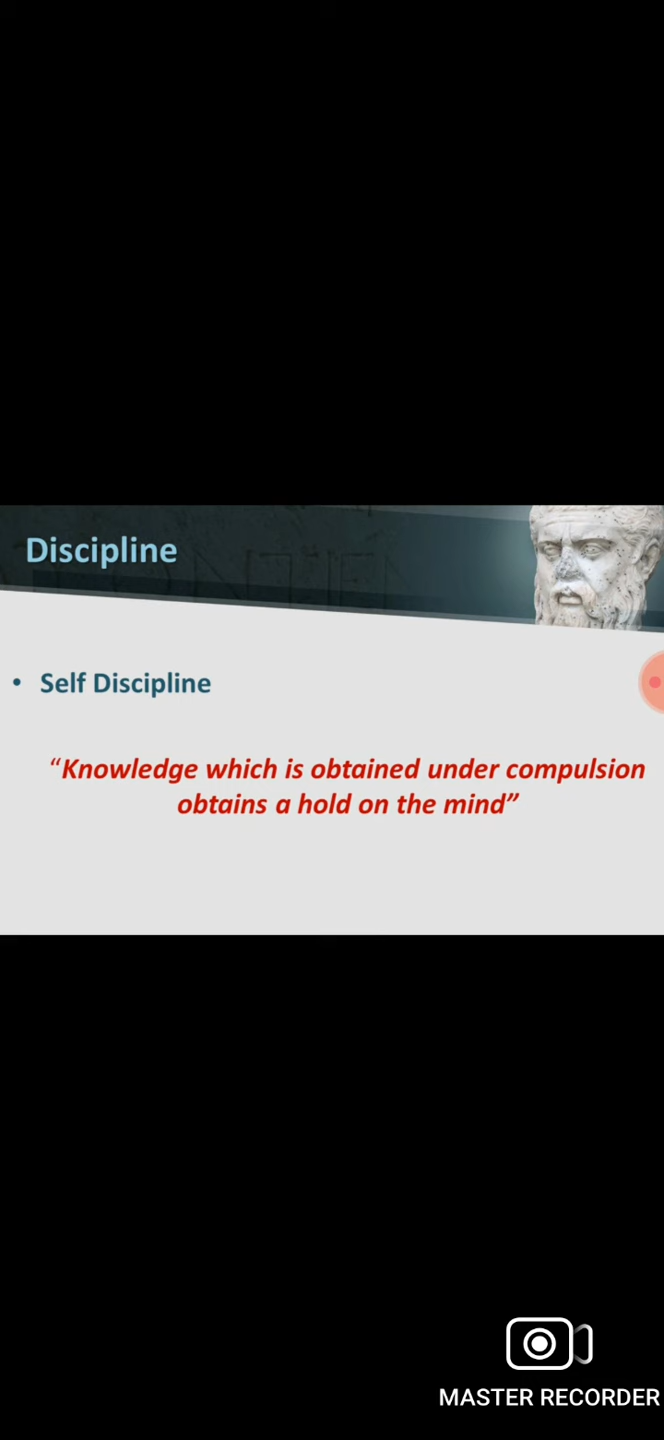 Discipline
• Self Discipline
“Knowledge which is obtained under compulsion
obtains a hold on the mind”
MASTER RECORDER